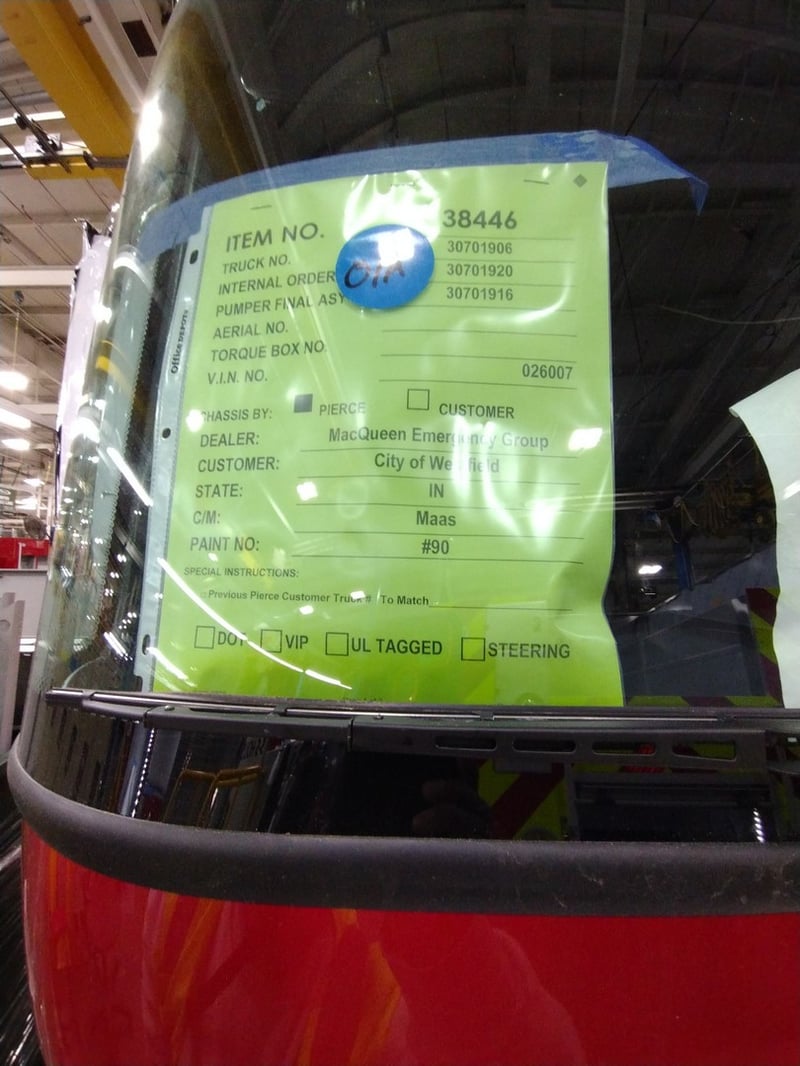 ITEM NO. 38446
TRUCK NO. 30701906
INTERNAL ORDER 30701920
PUMPER FINAL ASY 30701916
AERIAL NO.
TORQUE BOX NO.
V.I.N. NO. 026007
Office DEPOT
CHASSIS BY: PIERCE CUSTOMER
DEALER: MacQueen Emergency Group
CUSTOMER: City of
STATE: IN
C/M: Maas
PAINT NO: #90
SPECIAL INSTRUCTIONS:
Previous Pierce Customer Truck # To Match
DOT VIP UL TAGGED STEERING